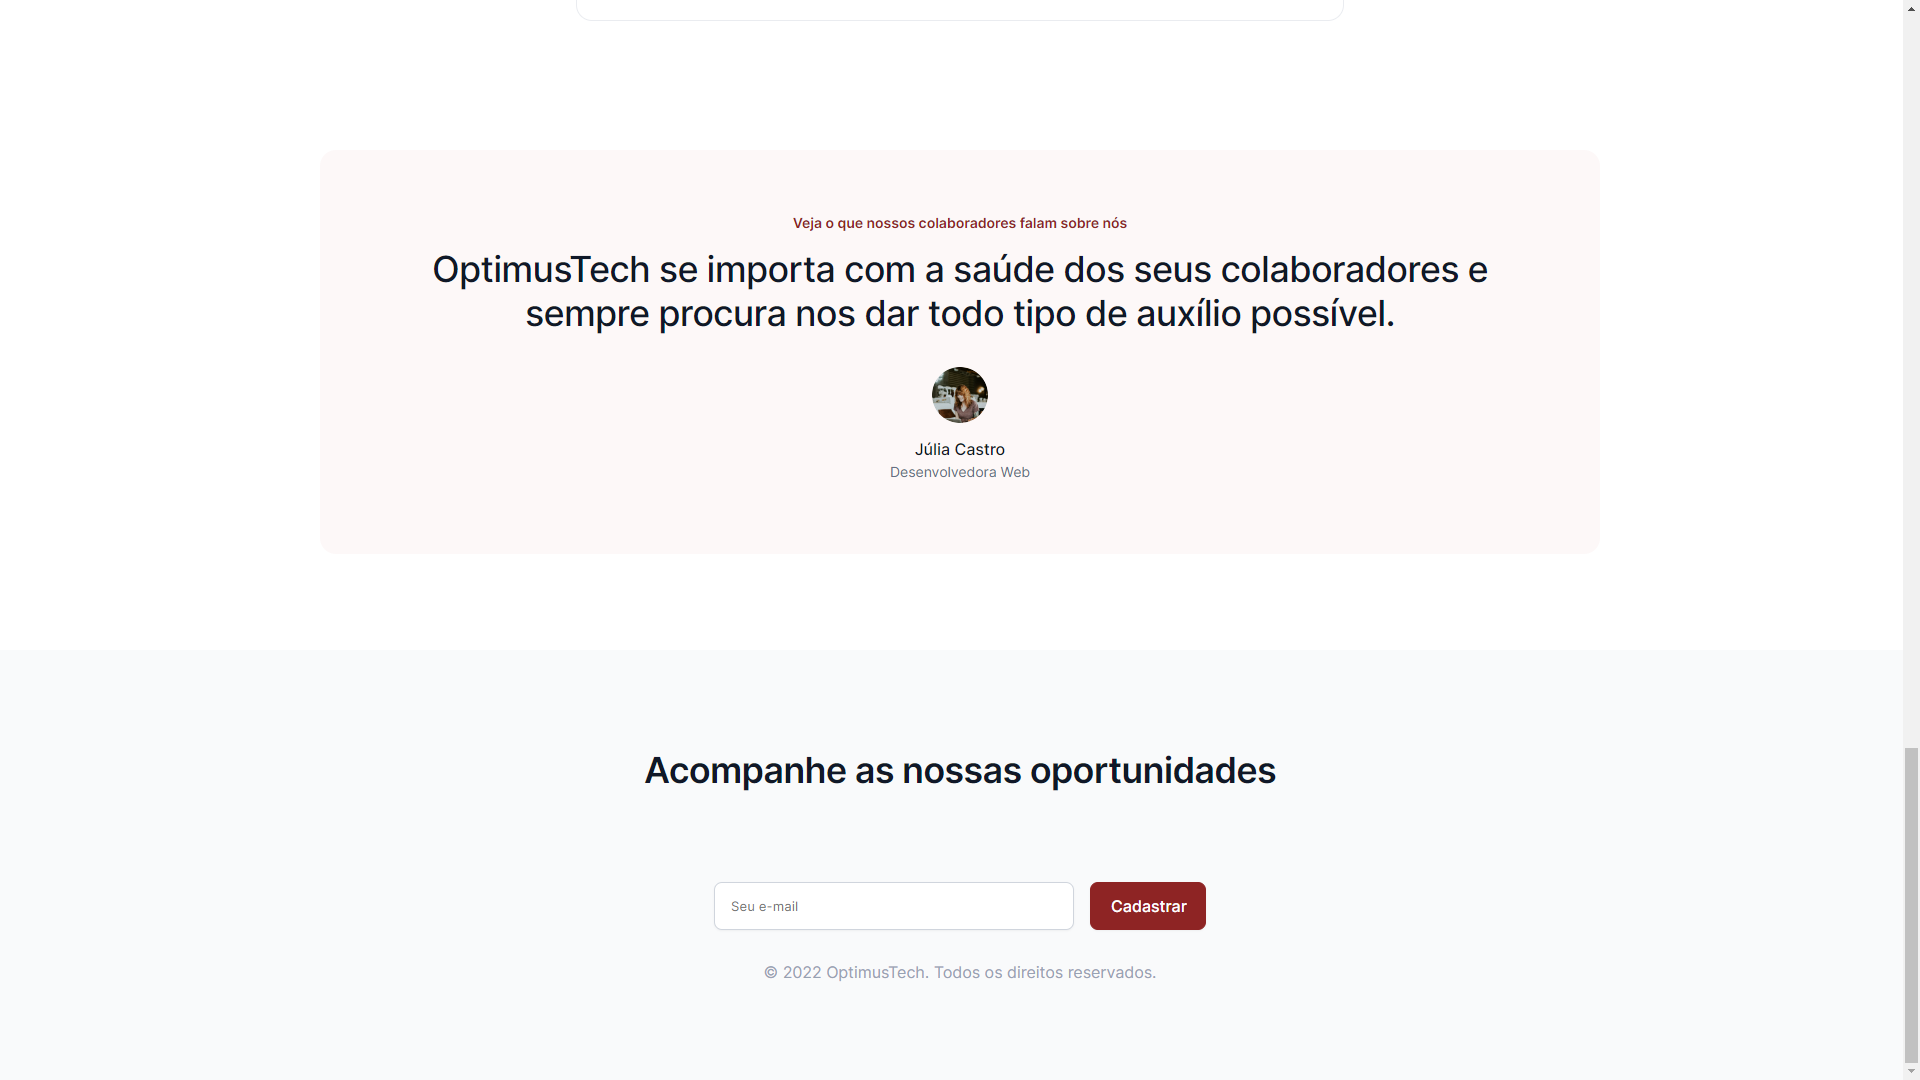 Veja o que nossos colaboradores falam sobre nós
OptimusTech se importa com a saúde dos seus colaboradores e
sempre procura nos dar todo tipo de auxílio possível.
Júlia Castro
Desenvolvedora Web
Acompanhe as nossas oportunidades
Seu e-mail
Cadastrar
© 2022 OptimusTech. Todos os direitos reservados.